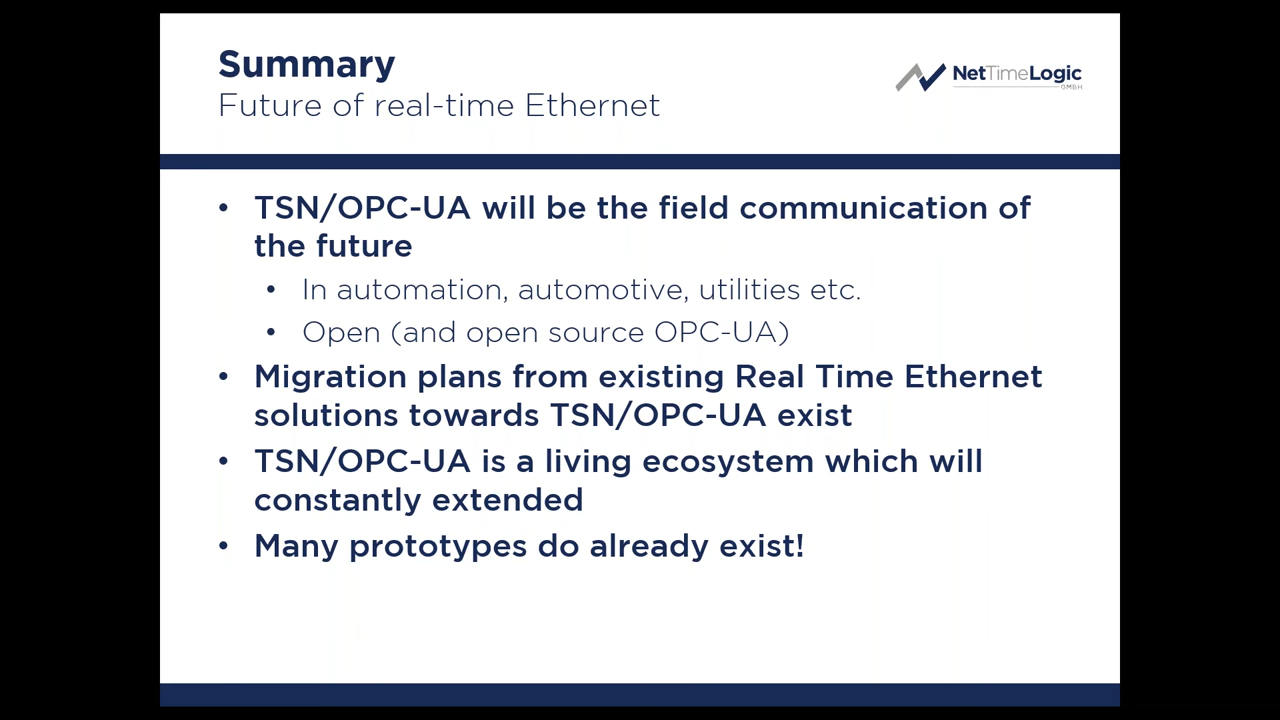 Summary
Future of real-time Ethernet
NetTimeLogic
GMBH
• TSN/OPC-UA will be the field communication of
the future
• In automation, automotive, utilities etc.
• Open (and open source OPC-UA)
• Migration plans from existing Real Time Ethernet
solutions towards TSN/OPC-UA exist
• TSN/OPC-UA is a living ecosystem which will
constantly extended
• Many prototypes do already exist!